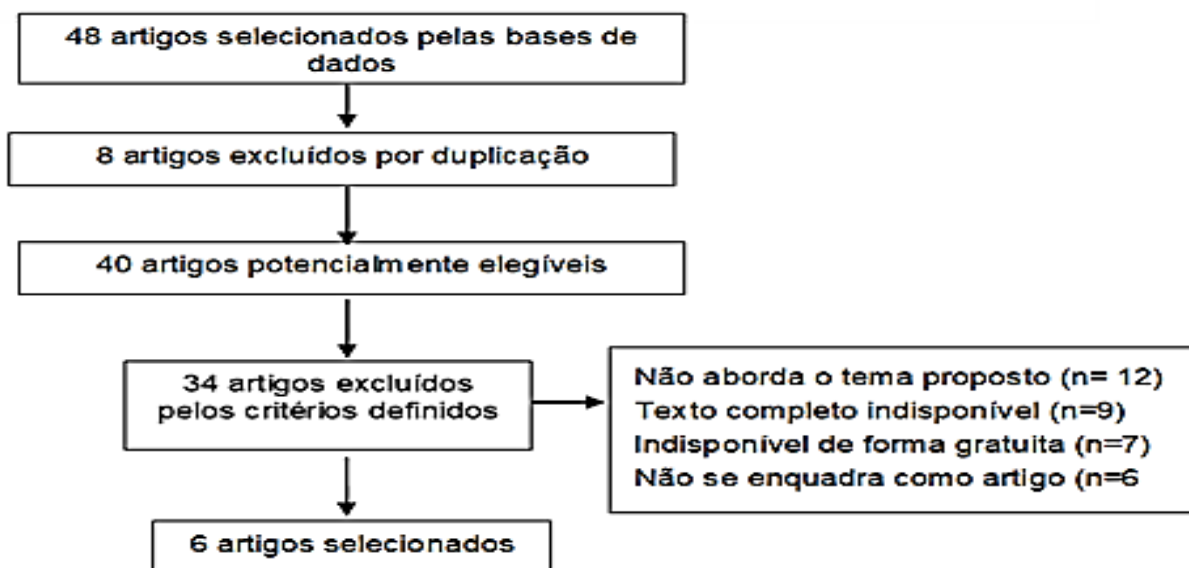 48 artigos selecionados pelas bases de
dados
8 artigos excluídos por duplicação
40 artigos potencialmente elegíveis
34 artigos excluídos
pelos critérios definidos
Não aborda o tema proposto (n= 12)
Texto completo indisponível (n=9)
Indisponível de forma gratuita (n=7)
Não se enquadra como artigo (n=6
6 artigos selecionados